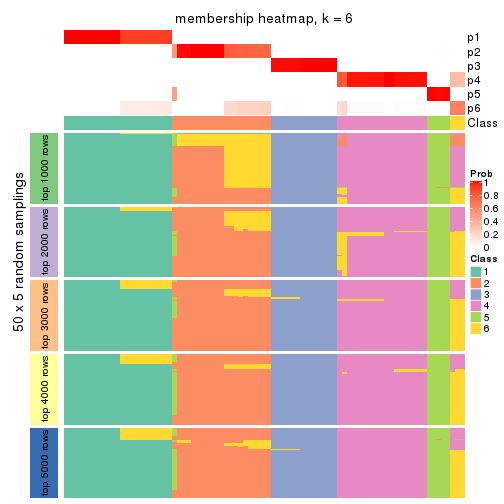 membership heatmap, k = 6
p1
p2
p3
p4
p5
p6
Class
50 x 5 random samplings
top 1000 rows
top 2000 rows
top 3000 rows
top 4000 rows
top 5000 rows
Prob
1
0.8
0.6
0.4
0.2
0
Class
1
2
3
4
5
6